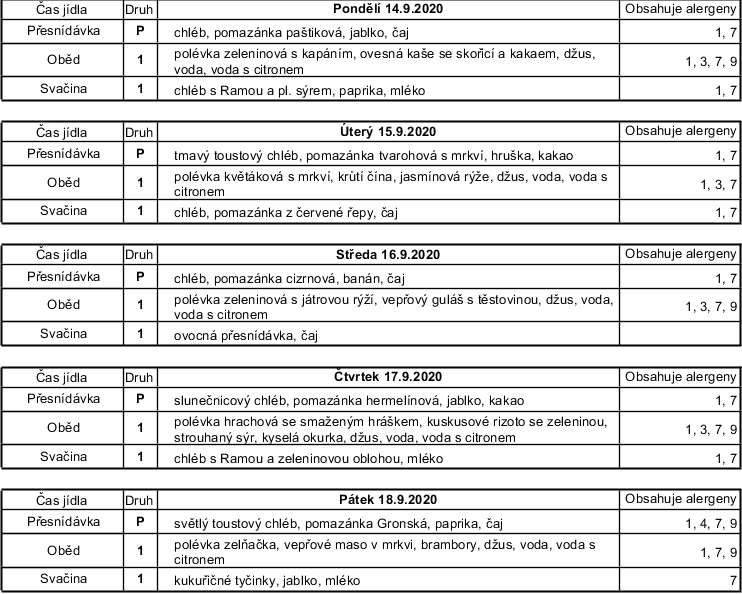 Čas jídla Druh Pondělí 14.9.2020 Obsahuje alergeny
Přesnídávka P chléb, pomazánka paštiková, jablko, čaj 1, 7
Oběd 1 polévka zeleninová s kapáním, ovesná kaše se skořicí a kakaem, džus, 1, 3, 7, 9
voda, voda s citronem
Svačina 1 chléb s Ramou a pl. sýrem, paprika, mléko 1, 7
Čas jídla Druh Úterý 15.9.2020 Obsahuje alergeny
Přesnídávka P tmavý toustový chléb, pomazánka tvarohová s mrkví, hruška, kakao 1, 7
Oběd 1 polévka květáková s mrkví, krůtí čína, jasmínová rýže, džus, voda, voda s 1, 3, 7
citronem
Svačina 1 chléb, pomazánka z červené řepy, čaj 1, 7
Čas jídla Druh Středa 16.9.2020 Obsahuje alergeny
Přesnídávka P chléb, pomazánka cizrnová, banán, čaj 1, 7
Oběd 1 polévka zeleninová s játrovou rýží, vepřový guláš s těstovinou, džus, voda, 1, 3, 7, 9
voda s citronem
Svačina 1 ovocná přesnídávka, čaj
Čas jídla Druh Čtvrtek 17.9.2020 Obsahuje alergeny
Přesnídávka P slunečnicový chléb, pomazánka hermelínová, jablko, kakao 1, 7
Oběd 1 polévka hrachová se smaženým hráškem, kuskusové rizoto se zeleninou, 1, 3, 7, 9
strouhaný sýr, kyselá okurka, džus, voda, voda s citronem
Svačina 1 chléb s Ramou a zeleninovou oblohou, mléko 1, 7
Čas jídla Druh Pátek 18.9.2020 Obsahuje alergeny
Přesnídávka P světlý toustový chléb, pomazánka Gronská, paprika, čaj 1, 4, 7, 9
Oběd 1 polévka zelňačka, vepřové maso v mrkvi, brambory, džus, voda, voda s 1, 7, 9
citronem
Svačina 1 kukuřičné tyčinky, jablko, mléko 7